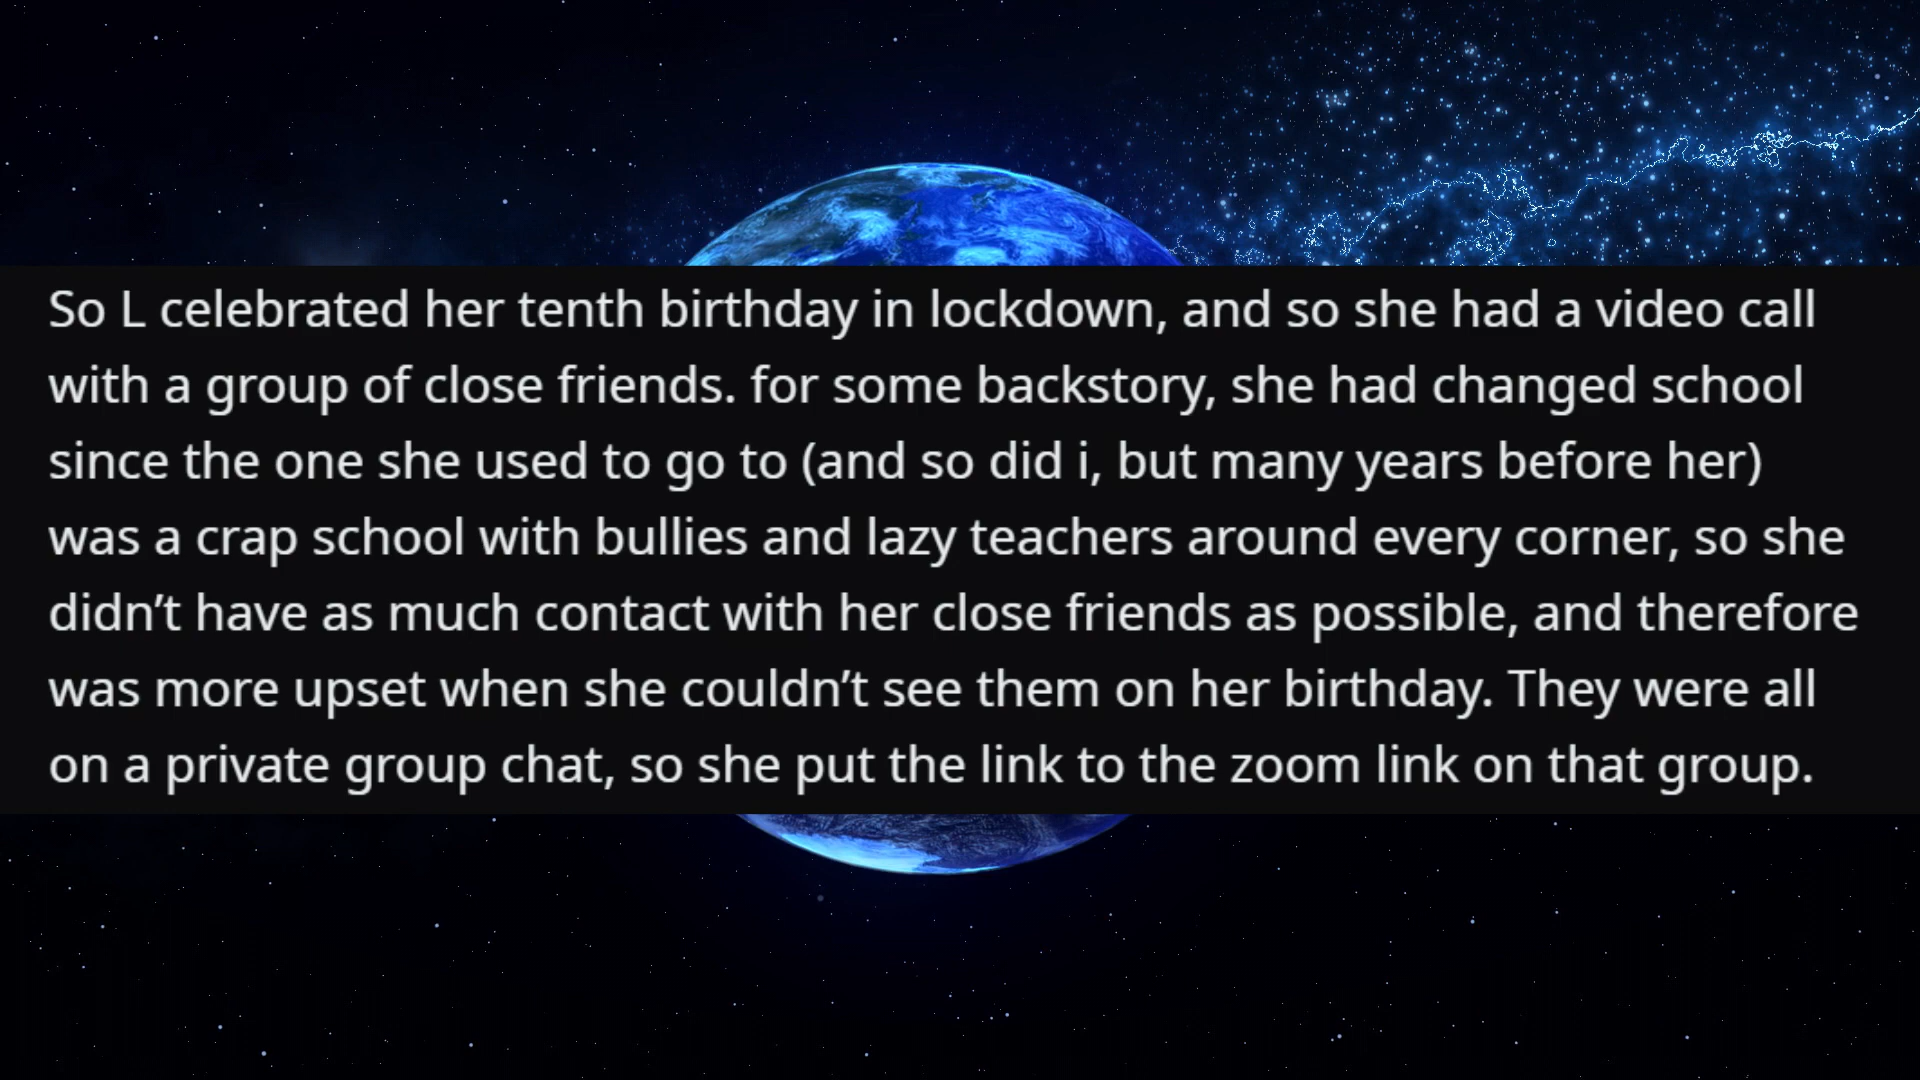 So L celebrated her tenth birthday in lockdown, and so she had a video call
with a group of close friends. for some backstory, she had changed school
since the one she used to go to (and so did i, but many years before her)
was a crap school with bullies and lazy teachers around every corner, so she
didn’t have as much contact with her close friends as possible, and therefore
was more upset when she couldn’t see them on her birthday. They were all
on a private group chat, so she put the link to the zoom link on that group.